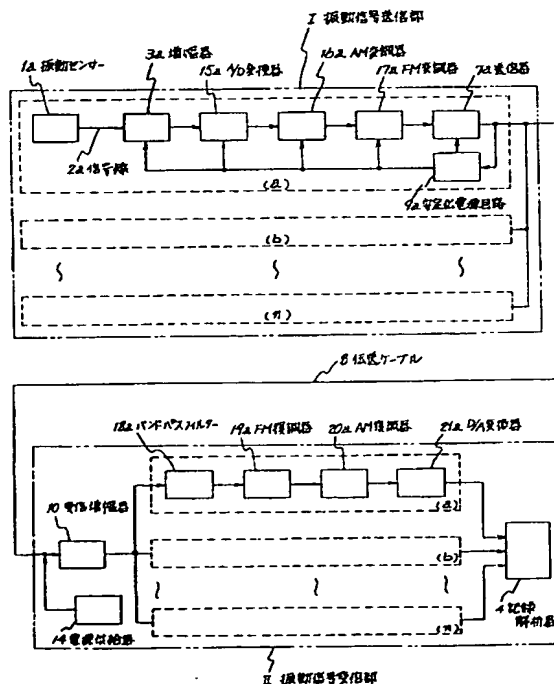 I 振動信号送信部
1a 振動センサー
3a 増幅器
15a A/D変換器
16a AM変調器
17a FM変調器
7a 送信器
2a 信号線
9a 安定化電源回路
(a)
(b)
(n)
8 伝送ケーブル
18a バンドパスフィルター
19a FM復調器
20a AM復調器
21a D/A変換器
(a)
10 受信増幅器
(b)
14 電源供給器
(n)
4 記録
解析器
II 振動信号受信部